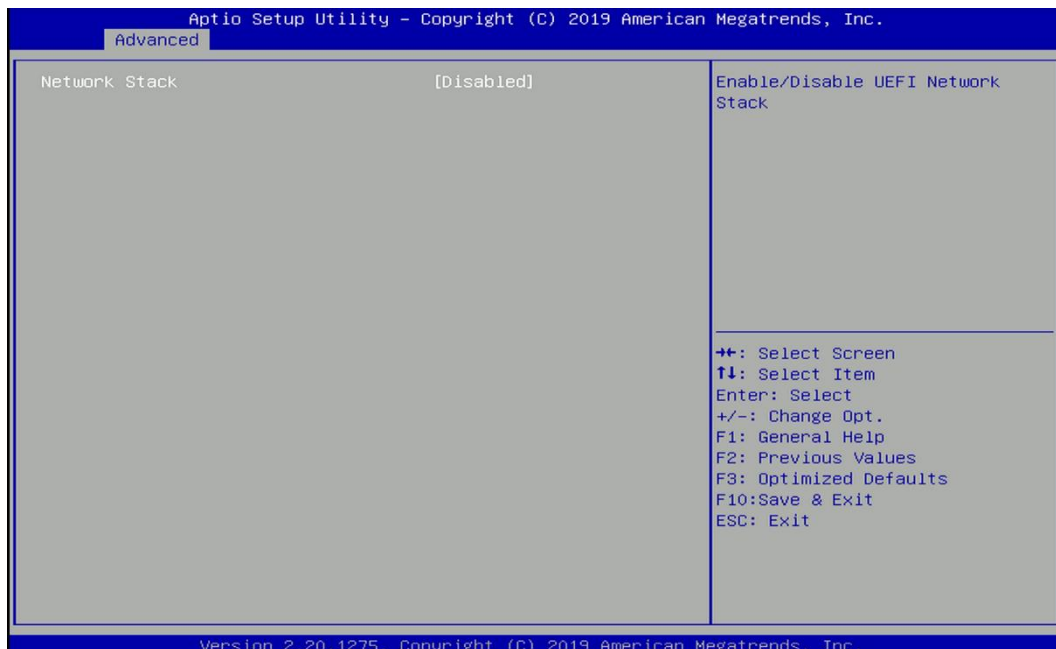 Aptio Setup Utility – Copyright (C) 2019 American Megatrends, Inc.
Advanced
Network Stack [Disabled]
Enable/Disable UEFI Network
Stack
→←: Select Screen
↑↓: Select Item
Enter: Select
+/-: Change Opt.
F1: General Help
F2: Previous Values
F3: Optimized Defaults
F10:Save & Exit
ESC: Exit
Version 2.20.1275. Copyright (C) 2019 American Megatrends, Inc.